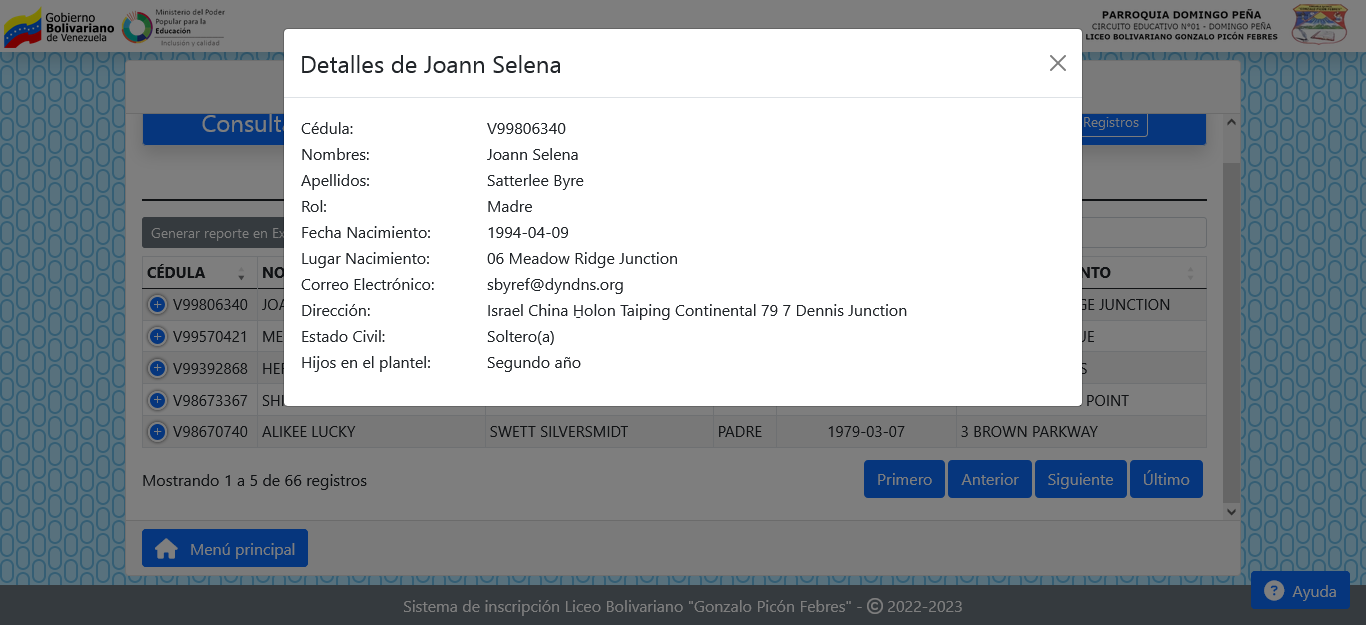 Gobierno
Bolivariano
de Venezuela
Ministerio del Poder
Popular para la
Educación
Inclusión y calidad
PARROQUIA DOMINGO PEÑA
CIRCUITO EDUCATIVO N°01 - DOMINGO PEÑA
LICEO BOLIVARIANO GONZALO PICÓN FEBRES
Detalles de Joann Selena
Cédula: V99806340
Nombres: Joann Selena
Apellidos: Satterlee Byre
Rol: Madre
Fecha Nacimiento: 1994-04-09
Lugar Nacimiento: 06 Meadow Ridge Junction
Correo Electrónico: sbyref@dyndns.org
Dirección: Israel China H̱olon Taiping Continental 79 7 Dennis Junction
Estado Civil: Soltero(a)
Hijos en el plantel: Segundo año
Consult
Registros
Generar reporte en Ex
CÉDULA NO NTO
V99806340 JOA GE JUNCTION
V99570421 ME UE
V99392868 HER S
V98673367 SHI POINT
V98670740 ALIKEE LUCKY SWETT SILVERSMIDT PADRE 1979-03-07 3 BROWN PARKWAY
Mostrando 1 a 5 de 66 registros
Primero Anterior Siguiente Último
Menú principal
Ayuda
Sistema de inscripción Liceo Bolivariano "Gonzalo Picón Febres" - © 2022-2023